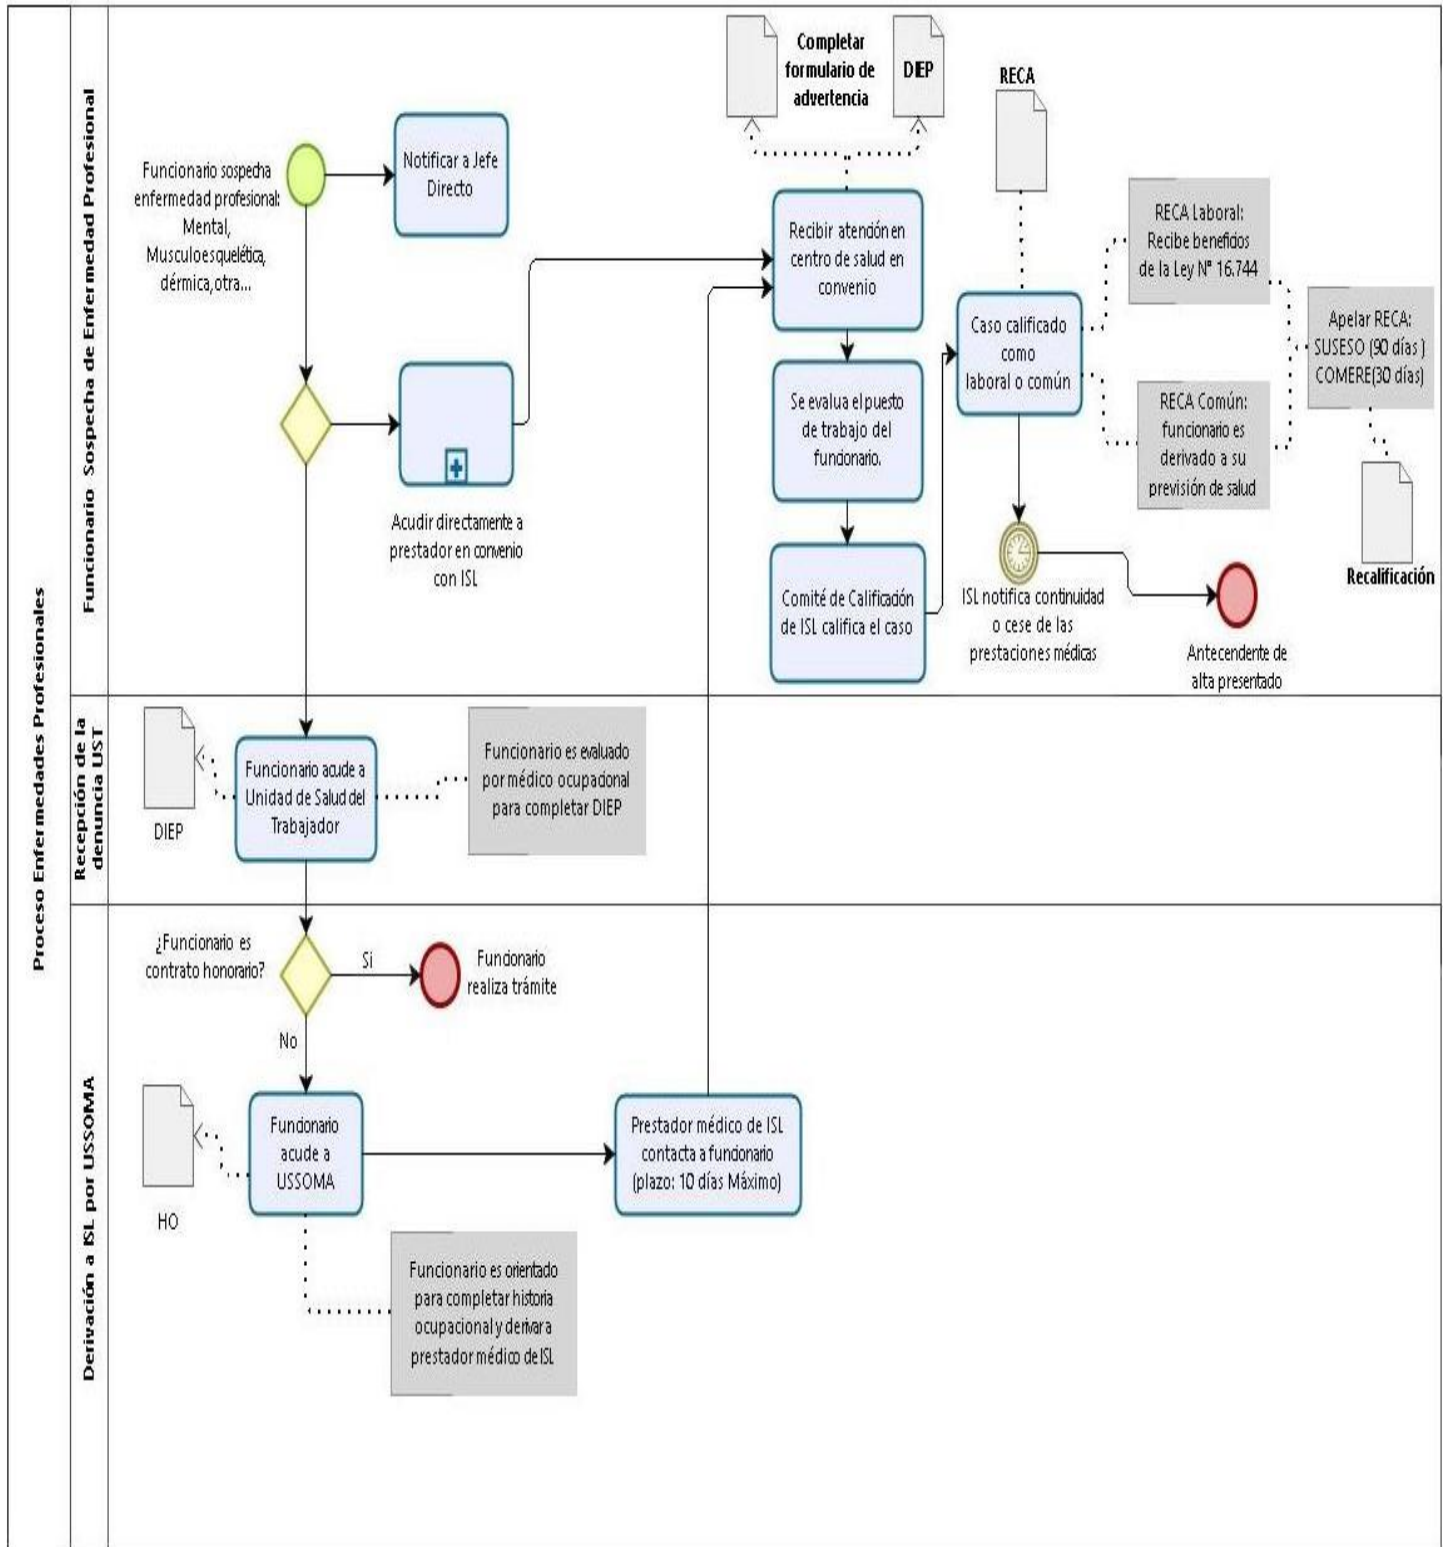 Proceso Enfermedades Profesionales
Funcionario Sospecha de Enfermedad Profesional
Funcionario sospecha
enfermedad profesional:
Mental,
Musculoesquelética,
dérmica, otra...
Notificar a Jefe
Directo
Acudir directamente a
prestador en convenio
con ISL
Completar
formulario de
advertencia
DIEP
Recibir atención en
centro de salud en
convenio
Se evalua el puesto
de trabajo del
funcionario.
Comité de Calificación
de ISL califica el caso
RECA
Caso calificado
como
laboral o común
RECA Laboral:
Recibe beneficios
de la Ley N° 16.744
RECA Común:
funcionario es
derivado a su
previsión de salud
Apelar RECA:
SUSESO (90 días )
COMERE(30 días)
Recalificación
ISL notifica continuidad
o cese de las
prestaciones médicas
Antecendente de
alta presentado
Recepción de la
denuncia UST
DIEP
Funcionario acude a
Unidad de Salud del
Trabajador
Funcionario es evaluado
por médico ocupacional
para completar DIEP
Derivación a ISL por USSOMA
¿Funcionario es
contrato honorario?
Si
Funcionario
realiza trámite
No
HO
Funcionario
acude a
USSOMA
Prestador médico de ISL
contacta a funcionario
(plazo: 10 días Máximo)
Funcionario es orientado
para completar historia
ocupacional y derivar a
prestador médico de ISL